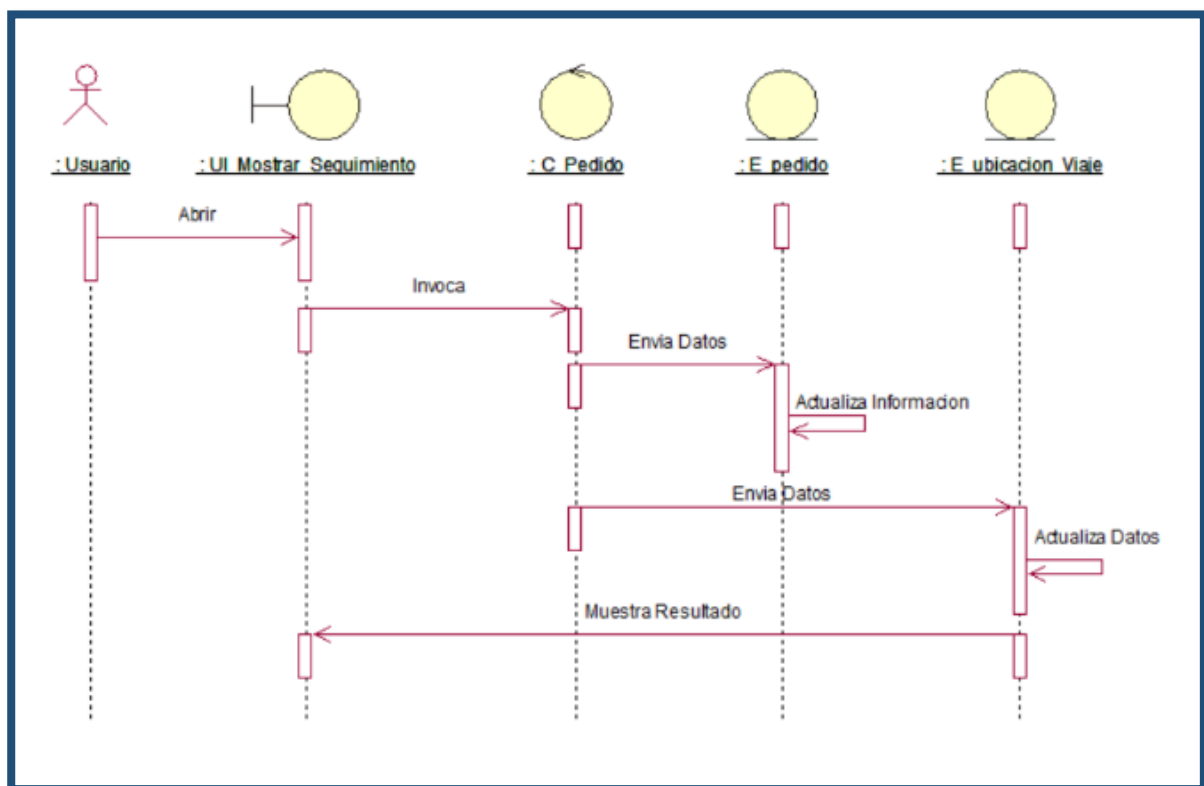 : Usuario
: UI_Mostrar_Seguimiento
: C_Pedido
: E_pedido
: E_ubicacion_Viaje
Abrir
Invoca
Envia Datos
Actualiza Informacion
Envia Datos
Actualiza Datos
Muestra Resultado